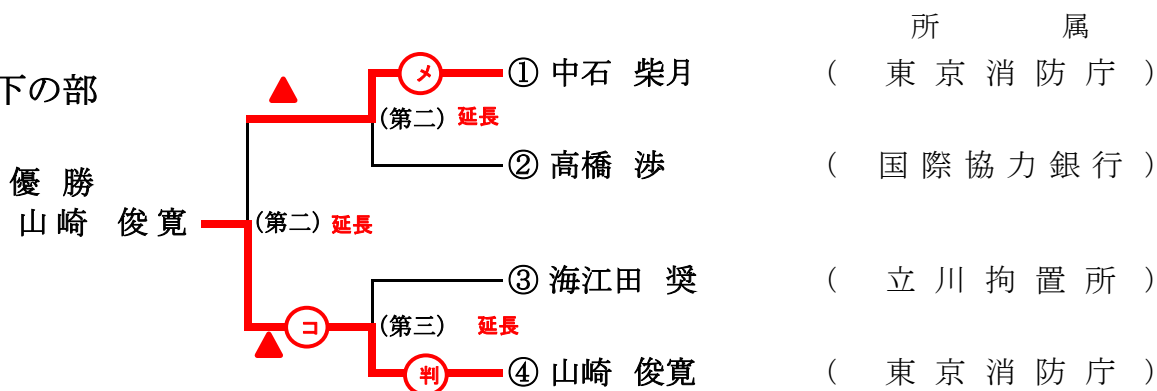 所 属
メ ① 中石 柴月 ( 東京消防庁 )
下の部 ▲
(第二) 延長
② 高橋 渉 ( 国際協力銀行 )
優勝
山崎 俊寛 (第二) 延長
③ 海江田 奨 ( 立川拘置所 )
▲ コ (第三) 延長
判 ④ 山崎 俊寛 ( 東京消防庁 )